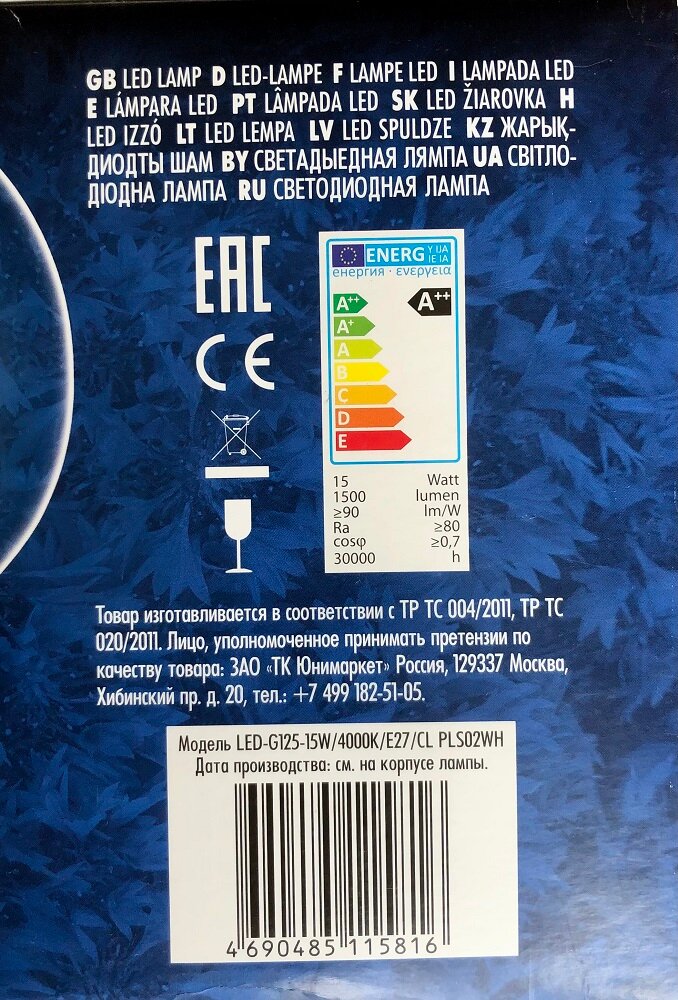 GB LED LAMP D LED-LAMPE F LAMPE LED I LAMPADA LED
E LÁMPARA LED PT LÂMPADA LED SK LED ŽIAROVKA H
LED IZZÓ LT LED LEMPA LV LED SPULDZE KZ ЖАРЫҚ-
ДИОДТЫ ШАМ BY СВЕТАДЫЕДНАЯ ЛЯМПА UA СВІТЛО-
ДІОДНА ЛАМПА RU СВЕТОДИОДНАЯ ЛАМПА
EAC
CE
ENERG Y IJA
IE IA
енергия · ενεργεια
A++ A++
A+
A
B
C
D
E
15 Watt
1500 lumen
≥90 lm/W
Ra ≥80
cosφ ≥0,7
30000 h
Товар изготавливается в соответствии с ТР ТС 004/2011, ТР ТС
020/2011. Лицо, уполномоченное принимать претензии по
качеству товара: ЗАО «ТК Юнимаркет» Россия, 129337 Москва,
Хибинский пр. д. 20, тел.: +7 499 182-51-05.
Модель LED-G125-15W/4000K/E27/CL PLS02WH
Дата производства: см. на корпусе лампы.
4 690485 115816